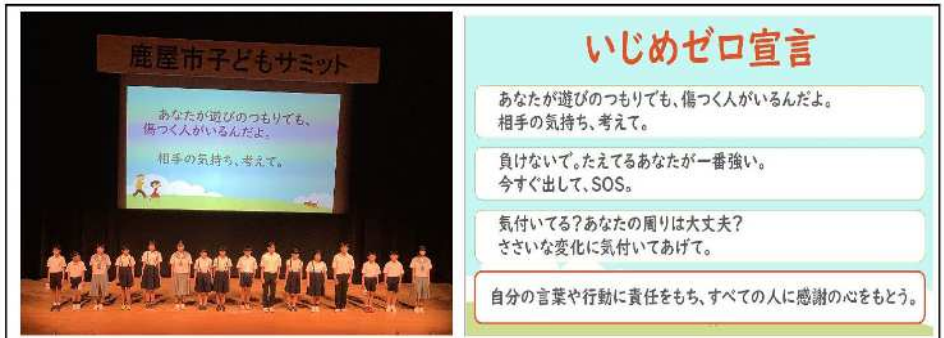 鹿屋市子どもサミット
あなたが遊びのつもりでも、
傷つく人がいるんだよ。
相手の気持ち、考えて。
いじめゼロ宣言
あなたが遊びのつもりでも、傷つく人がいるんだよ。
相手の気持ち、考えて。
負けないで。たえてるあなたが一番強い。
今すぐ出して、SOS。
気付いてる?あなたの周りは大丈夫?
ささいな変化に気付いてあげて。
自分の言葉や行動に責任をもち、すべての人に感謝の心をもとう。